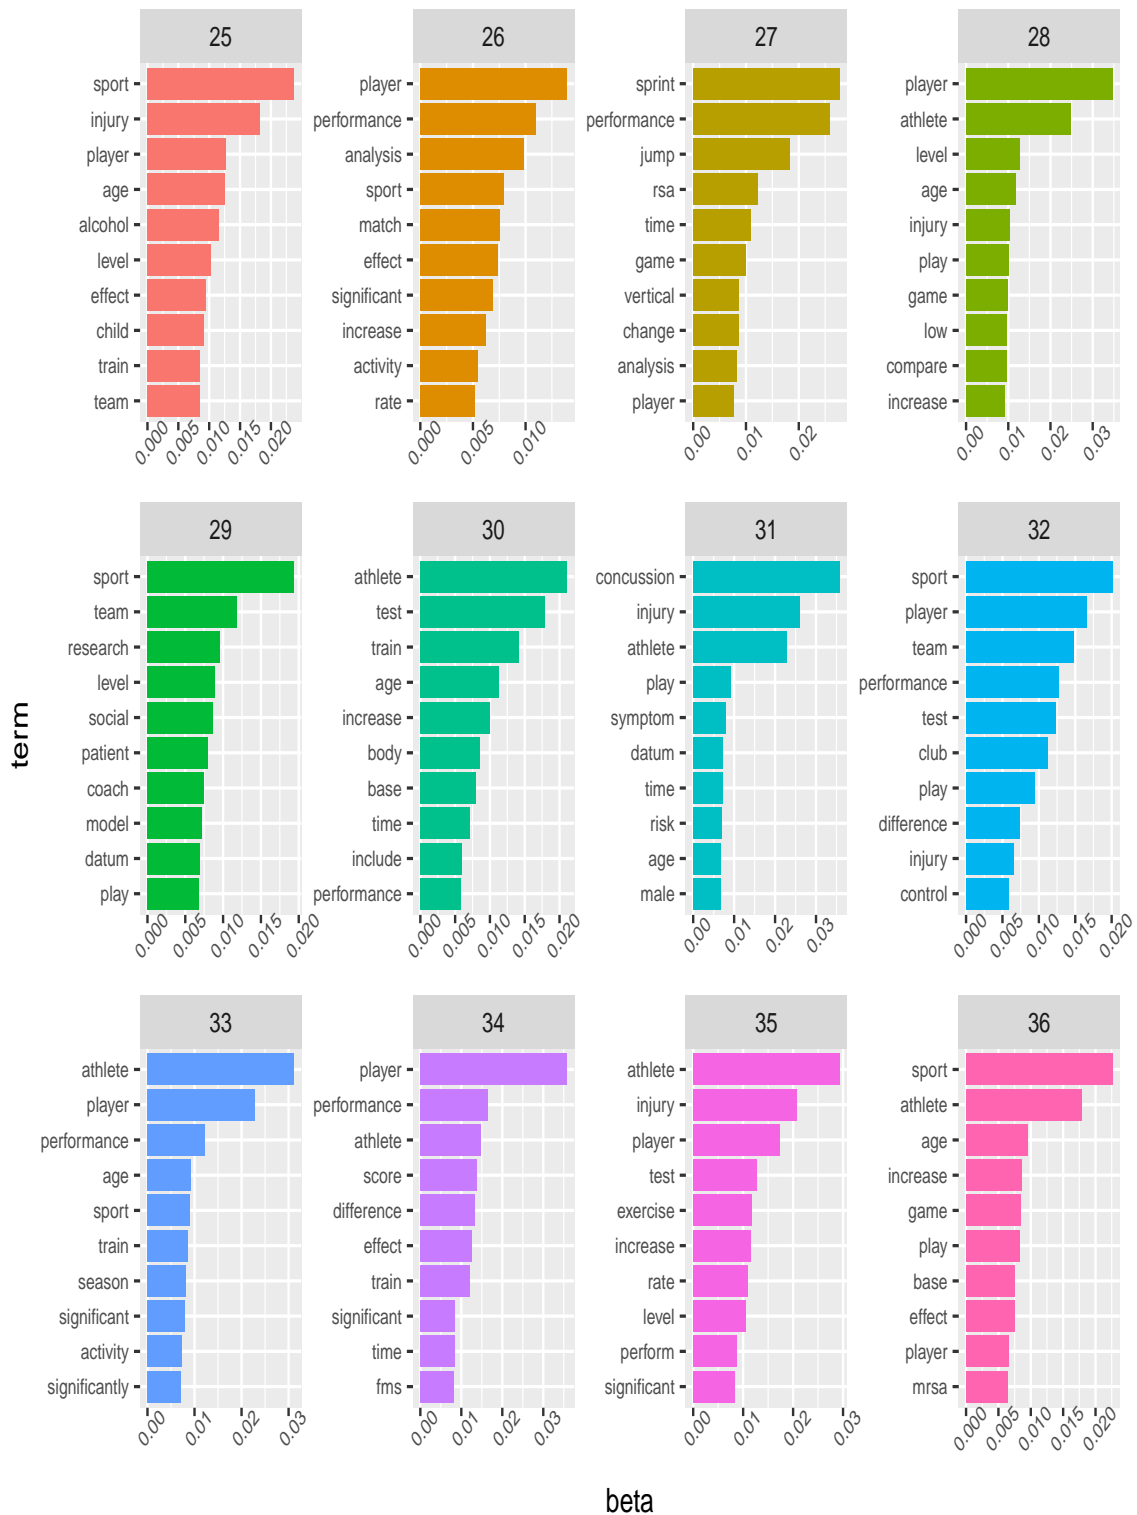 25
sport
injury
player
age
alcohol
level
effect
child
train
team
0.000 0.005 0.010 0.015 0.020
26
player
performance
analysis
sport
match
effect
significant
increase
activity
rate
0.000 0.005 0.010
27
sprint
performance
jump
rsa
time
game
vertical
change
analysis
player
0.00 0.01 0.02
28
player
athlete
level
age
injury
play
game
low
compare
increase
0.00 0.01 0.02 0.03
term
29
sport
team
research
level
social
patient
coach
model
datum
play
0.000 0.005 0.010 0.015 0.020
30
athlete
test
train
age
increase
body
base
time
include
performance
0.000 0.005 0.010 0.015 0.020
31
concussion
injury
athlete
play
symptom
datum
time
risk
age
male
0.00 0.01 0.02 0.03
32
sport
player
team
performance
test
club
play
difference
injury
control
0.000 0.005 0.010 0.015 0.020
33
athlete
player
performance
age
sport
train
season
significant
activity
significantly
0.00 0.01 0.02 0.03
34
player
performance
athlete
score
difference
effect
train
significant
time
fms
0.00 0.01 0.02 0.03
35
athlete
injury
player
test
exercise
increase
rate
level
perform
significant
0.00 0.01 0.02 0.03
36
sport
athlete
age
increase
game
play
base
effect
player
mrsa
0.000 0.005 0.010 0.015 0.020
beta